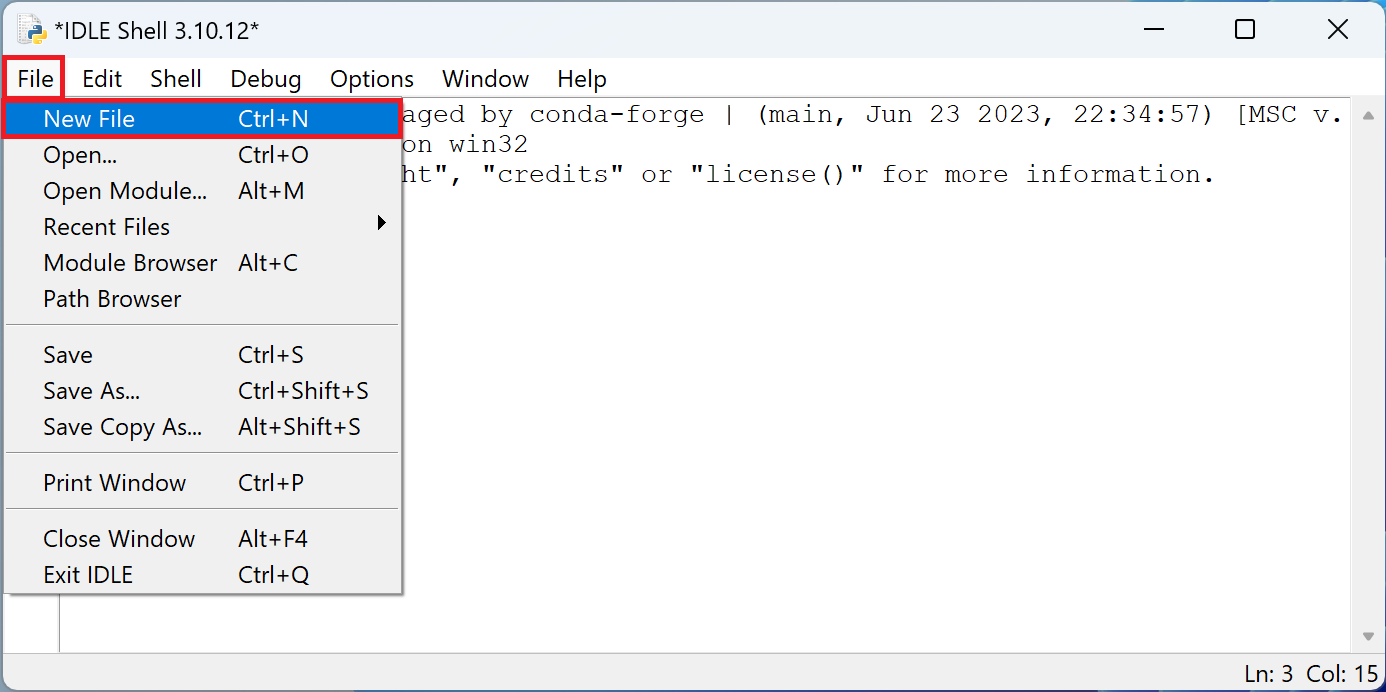 *IDLE Shell 3.10.12*
File Edit Shell Debug Options Window Help
New File Ctrl+N
Open... Ctrl+O
Open Module... Alt+M
Recent Files
Module Browser Alt+C
Path Browser
Save Ctrl+S
Save As... Ctrl+Shift+S
Save Copy As... Alt+Shift+S
Print Window Ctrl+P
Close Window Alt+F4
Exit IDLE Ctrl+Q
aged by conda-forge | (main, Jun 23 2023, 22:34:57) [MSC v.
on win32
ht", "credits" or "license()" for more information.
Ln: 3 Col: 15